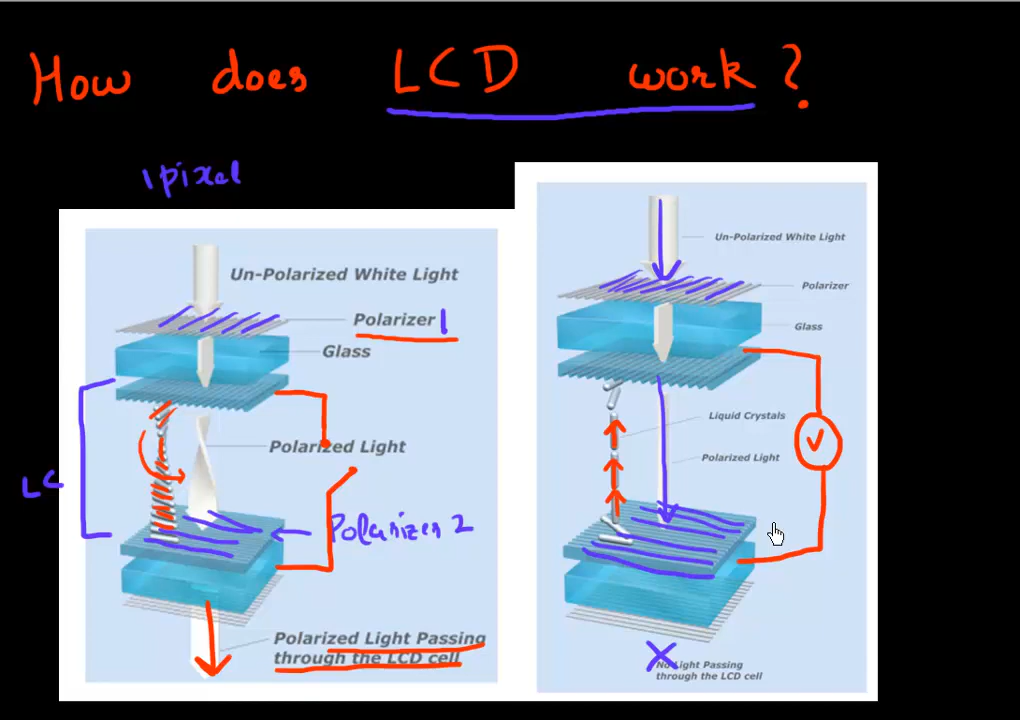 How does LCD work?
1 pixel
Un-Polarized White Light
Polarizer 1
Glass
Polarized Light
LC
Polarizer 2
Polarized Light Passing
through the LCD cell
Un-Polarized White Light
Polarizer
Glass
Liquid Crystals
V
Polarized Light
X
No Light Passing
through the LCD cell